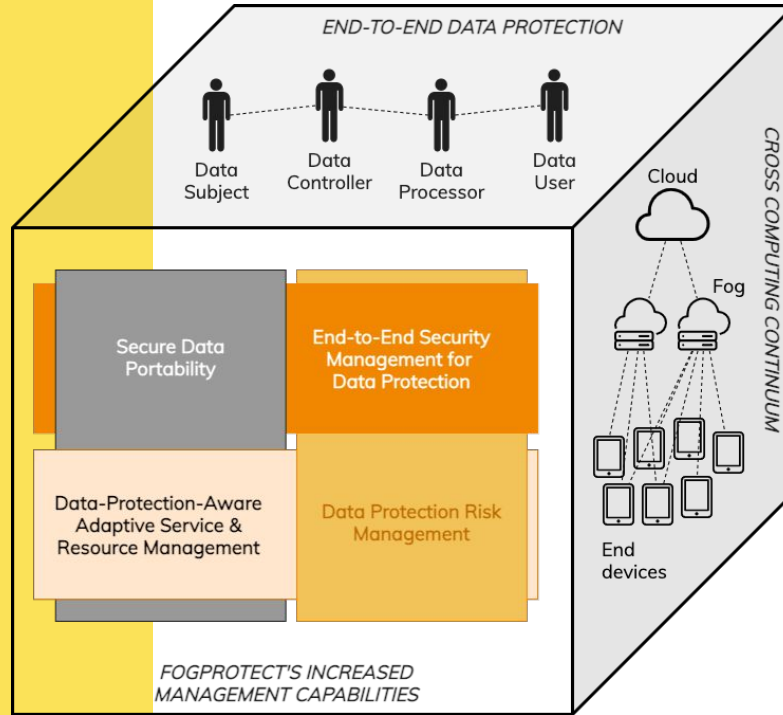 END-TO-END DATA PROTECTION
Data
Subject
Data
Controller
Data
Processor
Data
User
CROSS COMPUTING CONTINUUM
Cloud
Fog
End
devices
Secure Data
Portability
End-to-End Security
Management for
Data Protection
Data-Protection-Aware
Adaptive Service &
Resource Management
Data Protection Risk
Management
FOGPROTECT'S INCREASED
MANAGEMENT CAPABILITIES